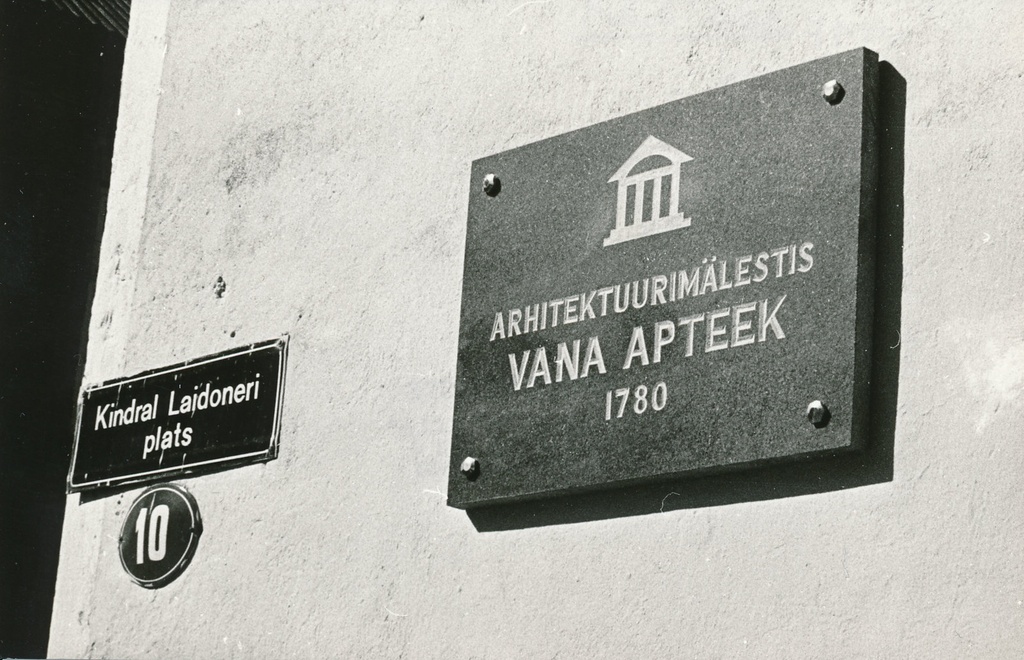 Kindral Laidoneri
plats
10
ARHITEKTUURIMÄLESTIS
VANA APTEEK
1780